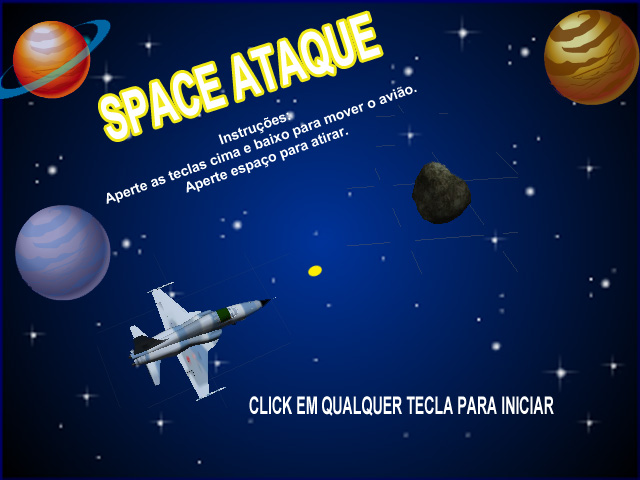 SPACE ATAQUE
Instruções:
Aperte as teclas cima e baixo para mover o avião.
Aperte espaço para atirar.
CLICK EM QUALQUER TECLA PARA INICIAR